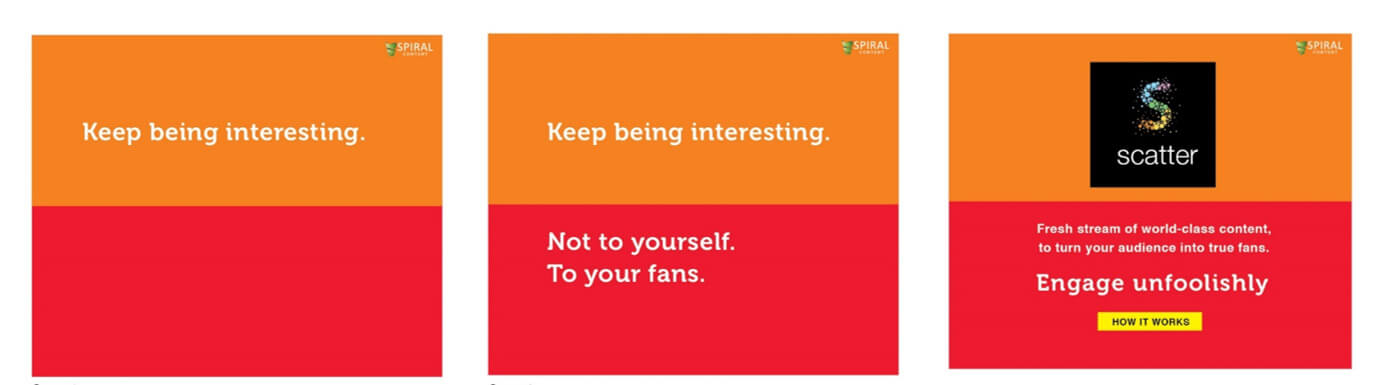 SPIRAL
CONTENT
Keep being interesting.
SPIRAL
CONTENT
Keep being interesting.
Not to yourself.
To your fans.
SPIRAL
CONTENT
scatter
Fresh stream of world-class content,
to turn your audience into true fans.
Engage unfoolishly
HOW IT WORKS